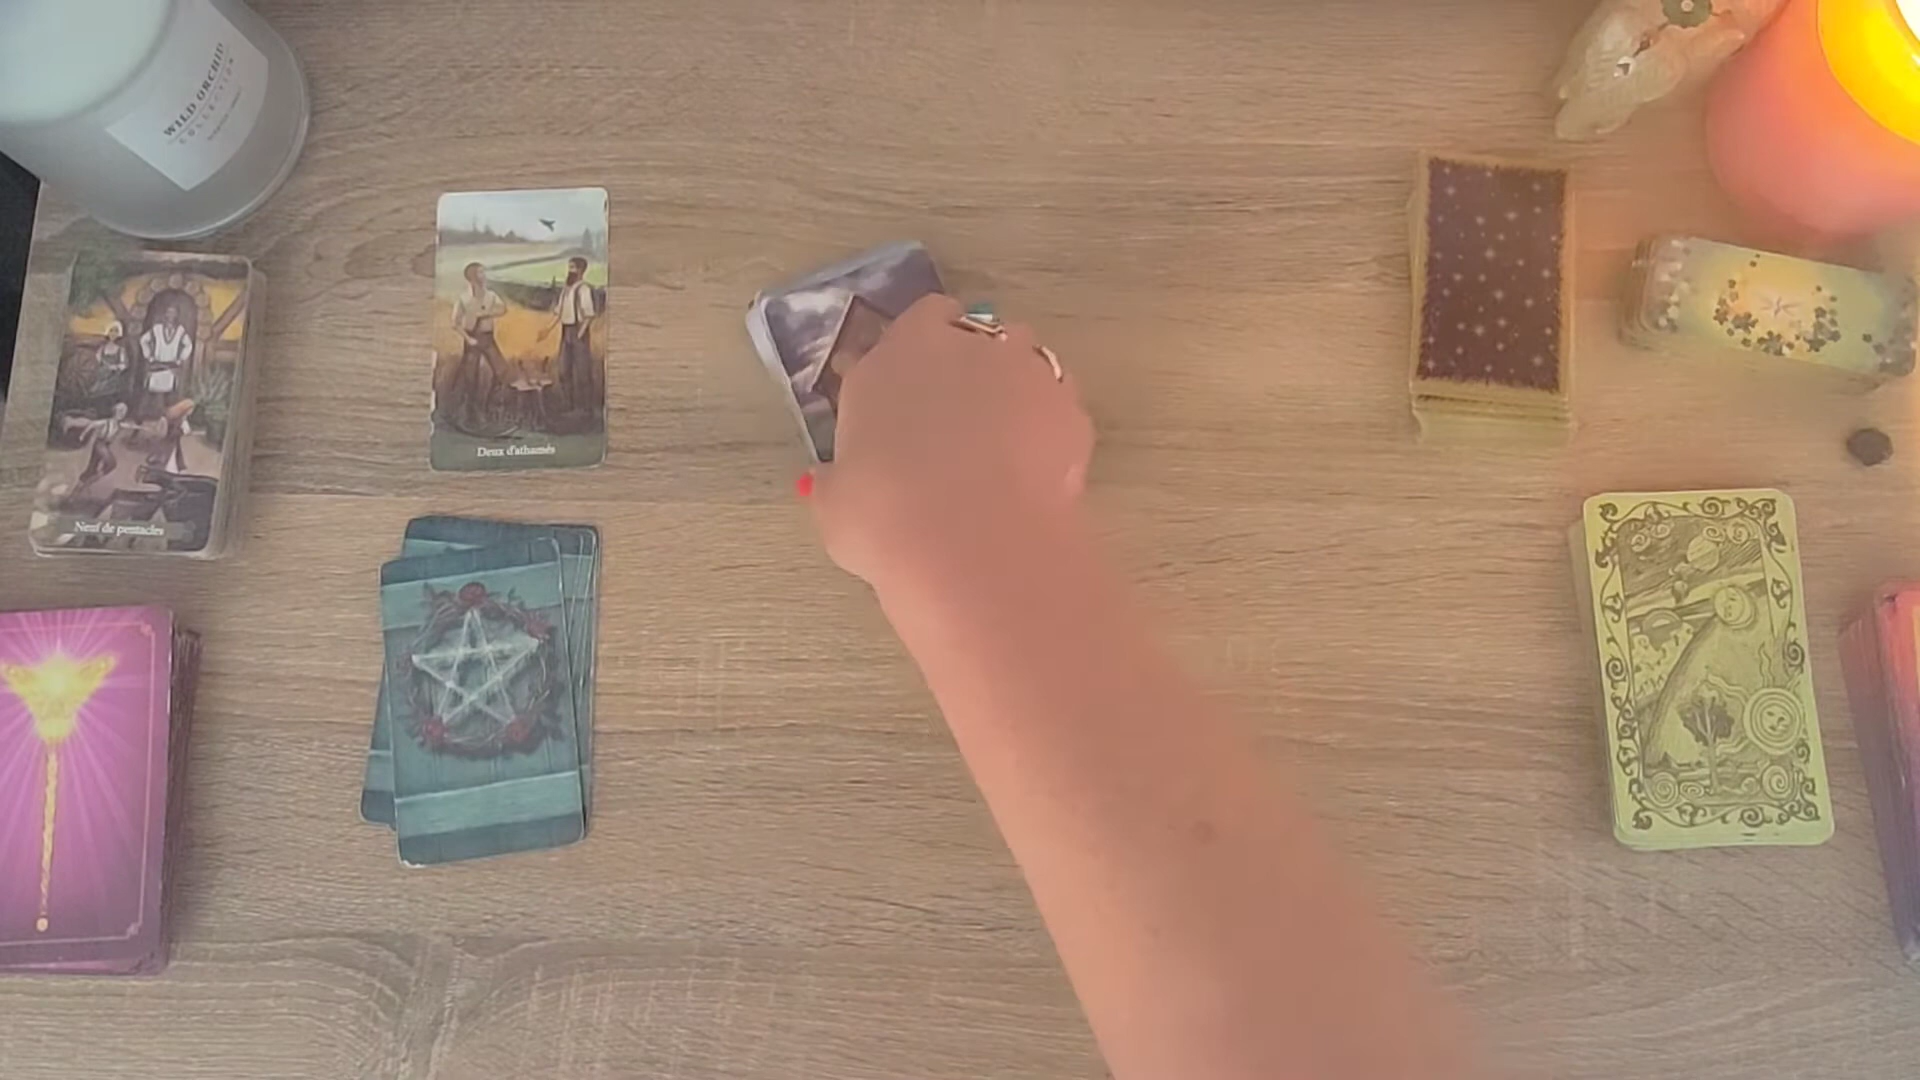 WILD ORCHID
COLLECTION
Deux d'athamés
Neuf de pentacles